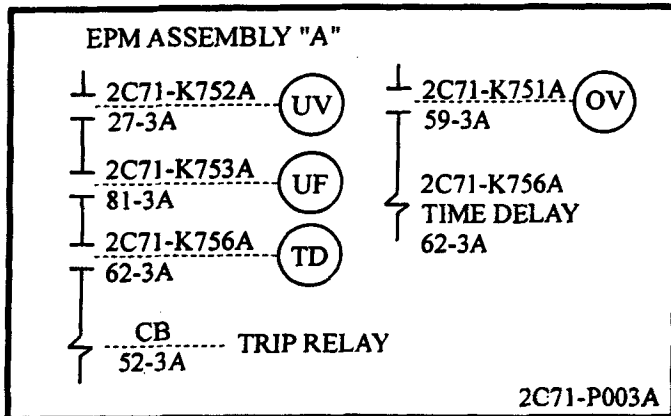 EPM ASSEMBLY "A"
2C71-K752A
27-3A
UV
2C71-K753A
81-3A
UF
2C71-K756A
62-3A
TD
CB
52-3A
TRIP RELAY
2C71-K751A
59-3A
OV
2C71-K756A
TIME DELAY
62-3A
2C71-P003A